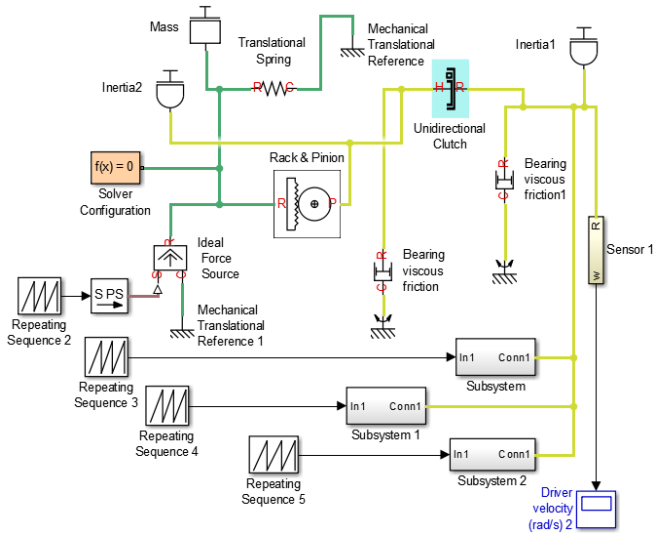 Mass
Translational
Spring
Mechanical
Translational
Reference
Inertia1
Inertia2
R C
H R
Unidirectional
Clutch
f(x) = 0
Solver
Configuration
Rack & Pinion
R P
R
C
Bearing
viscous
friction1
R
C
Bearing
viscous
friction
R
W
Sensor 1
R
S C
Ideal
Force
Source
S PS
Repeating
Sequence 2
Mechanical
Translational
Reference 1
Repeating
Sequence 3
In1 Conn1
Subsystem
Repeating
Sequence 4
In1 Conn1
Subsystem 1
Repeating
Sequence 5
In1 Conn1
Subsystem 2
Driver
velocity
(rad/s) 2